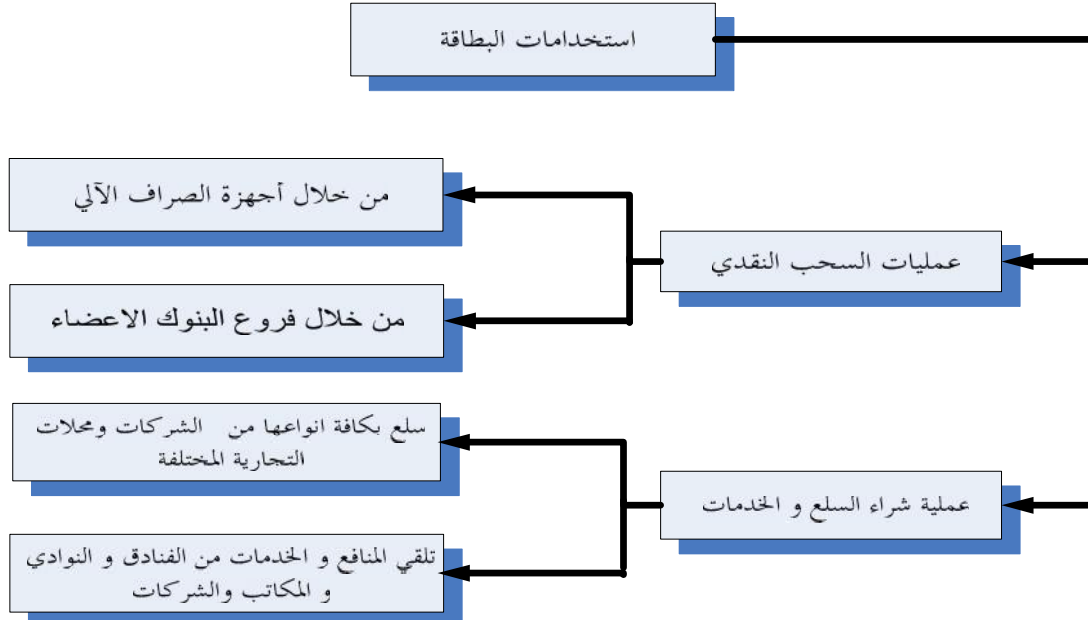 استخدامات البطاقة
عمليات السحب النقدي
من خلال أجهزة الصراف الآلي
من خلال فروع البنوك الاعضاء
عملية شراء السلع و الخدمات
سلع بكافة انواعها من الشركات ومحلات
التجارية المختلفة
تلقي المنافع و الخدمات من الفنادق و النوادي
و المكاتب والشركات